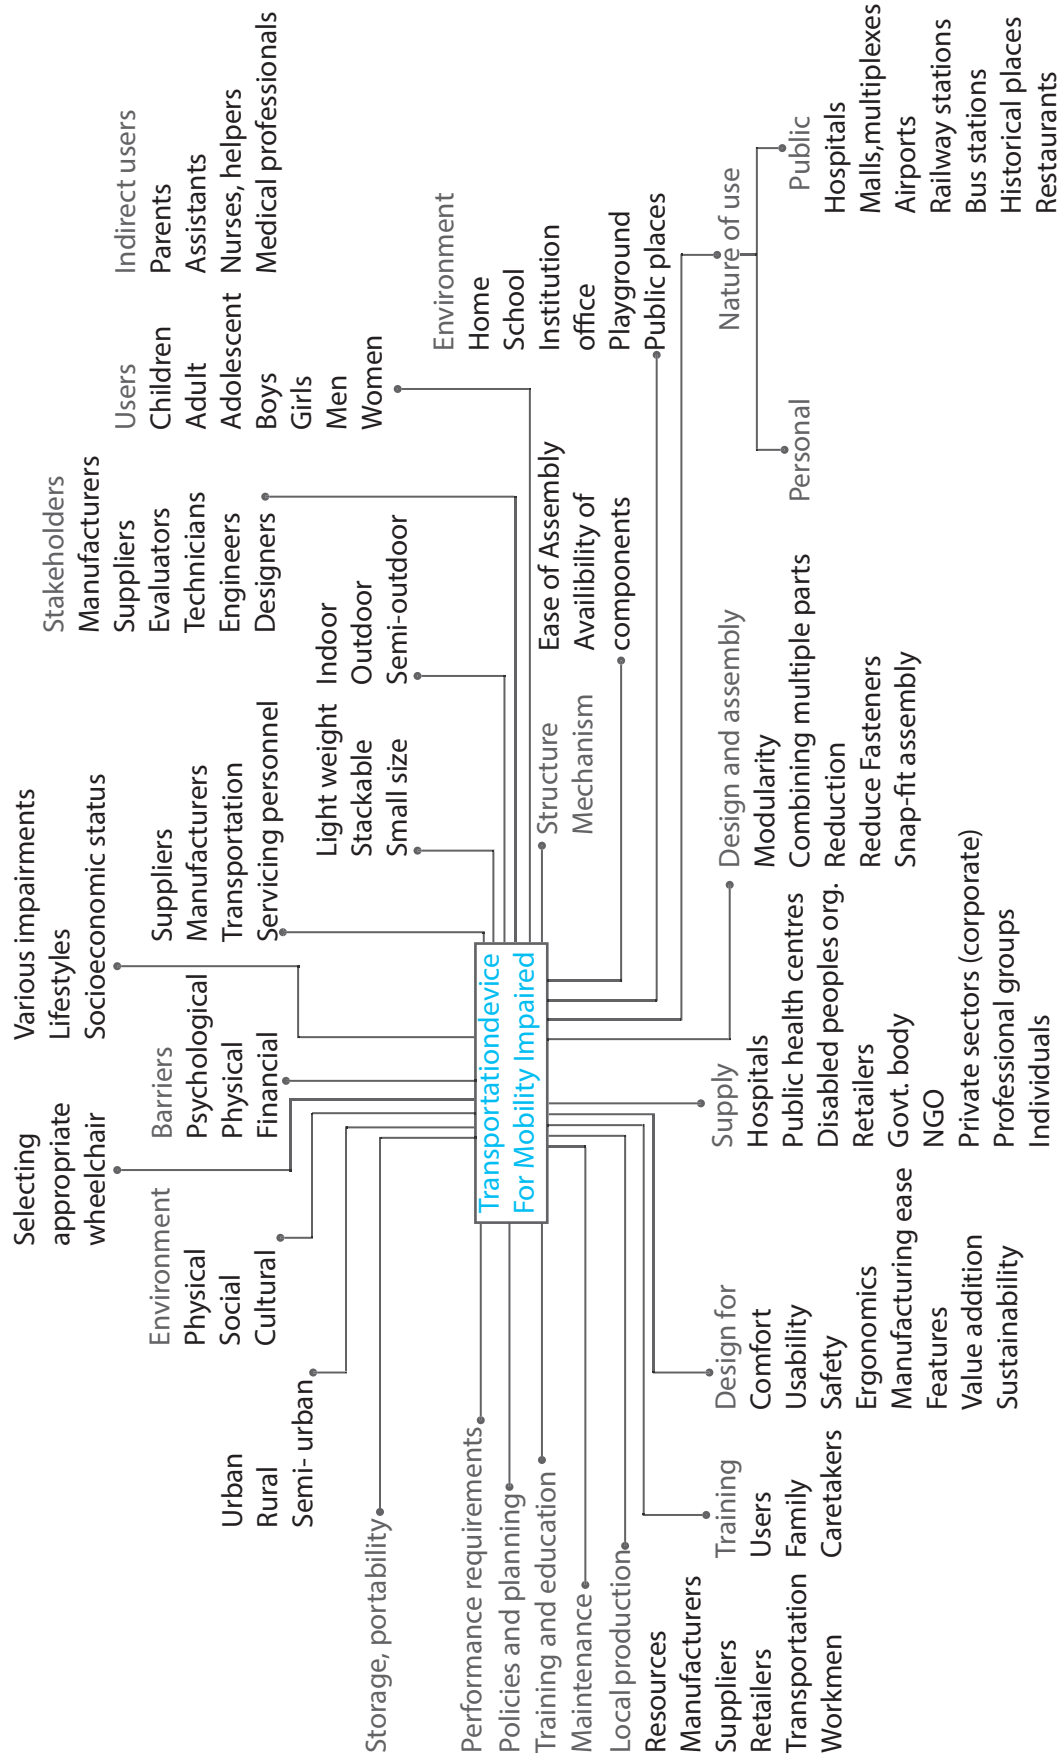 Selecting
appropriate
wheelchair
Various impairments
Lifestyles
Socioeconomic status
Stakeholders
Manufacturers
Suppliers
Evaluators
Technicians
Engineers
Designers
Users
Children
Adult
Adolescent
Boys
Girls
Men
Women
Indirect users
Parents
Assistants
Nurses, helpers
Medical professionals
Environment
Physical
Social
Cultural
Barriers
Psychological
Physical
Financial
Suppliers
Manufacturers
Transportation
Servicing personnel
Urban
Rural
Semi- urban
Light weight
Stackable
Small size
Indoor
Outdoor
Semi-outdoor
Environment
Home
School
Institution
office
Playground
Public places
Storage, portability
Performance requirements
Policies and planning
Training and education
Maintenance
Local production
Resources
Manufacturers
Suppliers
Retailers
Transportation
Workmen
Transportationdevice
For Mobility Impaired
Structure
Mechanism
Ease of Assembly
Availibility of
components
Training
Users
Family
Caretakers
Design for
Comfort
Usability
Safety
Ergonomics
Manufacturing ease
Features
Value addition
Sustainability
Supply
Hospitals
Public health centres
Disabled peoples org.
Retailers
Govt. body
NGO
Private sectors (corporate)
Professional groups
Individuals
Design and assembly
Modularity
Combining multiple parts
Reduction
Reduce Fasteners
Snap-fit assembly
Nature of use
Personal
Public
Hospitals
Malls,multiplexes
Airports
Railway stations
Bus stations
Historical places
Restaurants